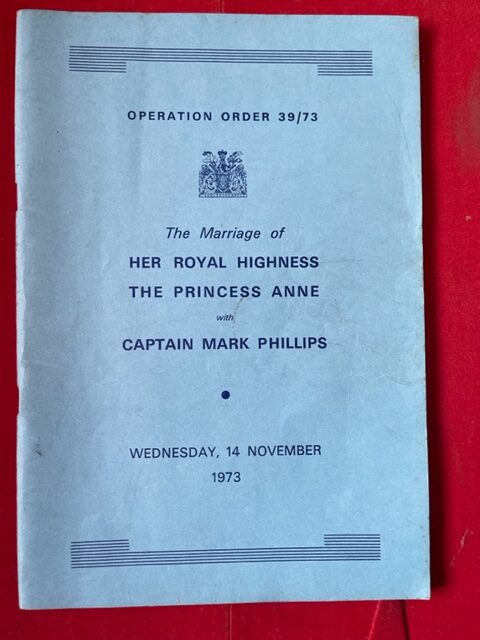 OPERATION ORDER 39/73
The Marriage of
HER ROYAL HIGHNESS
THE PRINCESS ANNE
with
CAPTAIN MARK PHILLIPS
WEDNESDAY, 14 NOVEMBER
1973